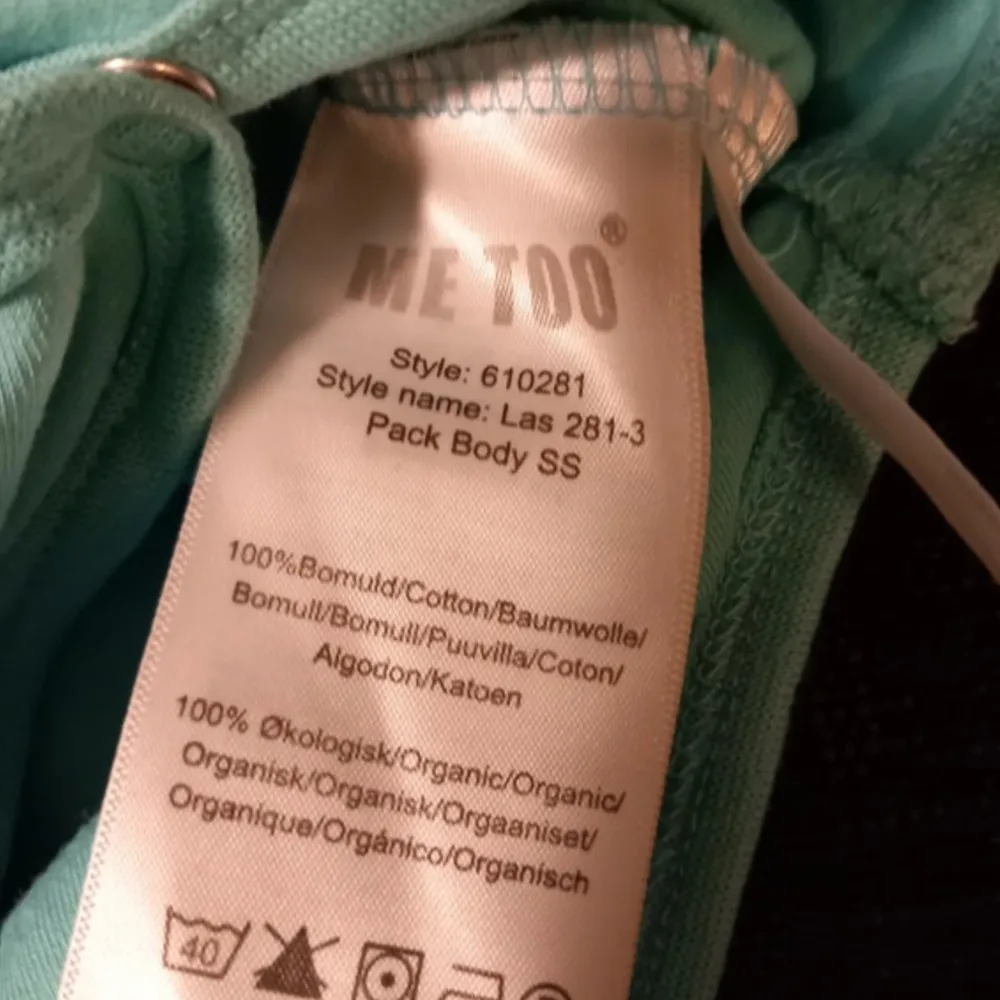 ME TOO®
Style: 610281
Style name: Las 281-3
Pack Body SS
100%Bomuld/Cotton/Baumwolle/
Bomull/Bomull/Puuvilla/Coton/
Algodon/Katoen
100% Økologisk/Organic/Organic/
Organisk/Organisk/Orgaaniset/
Organique/Orgánico/Organisch
40